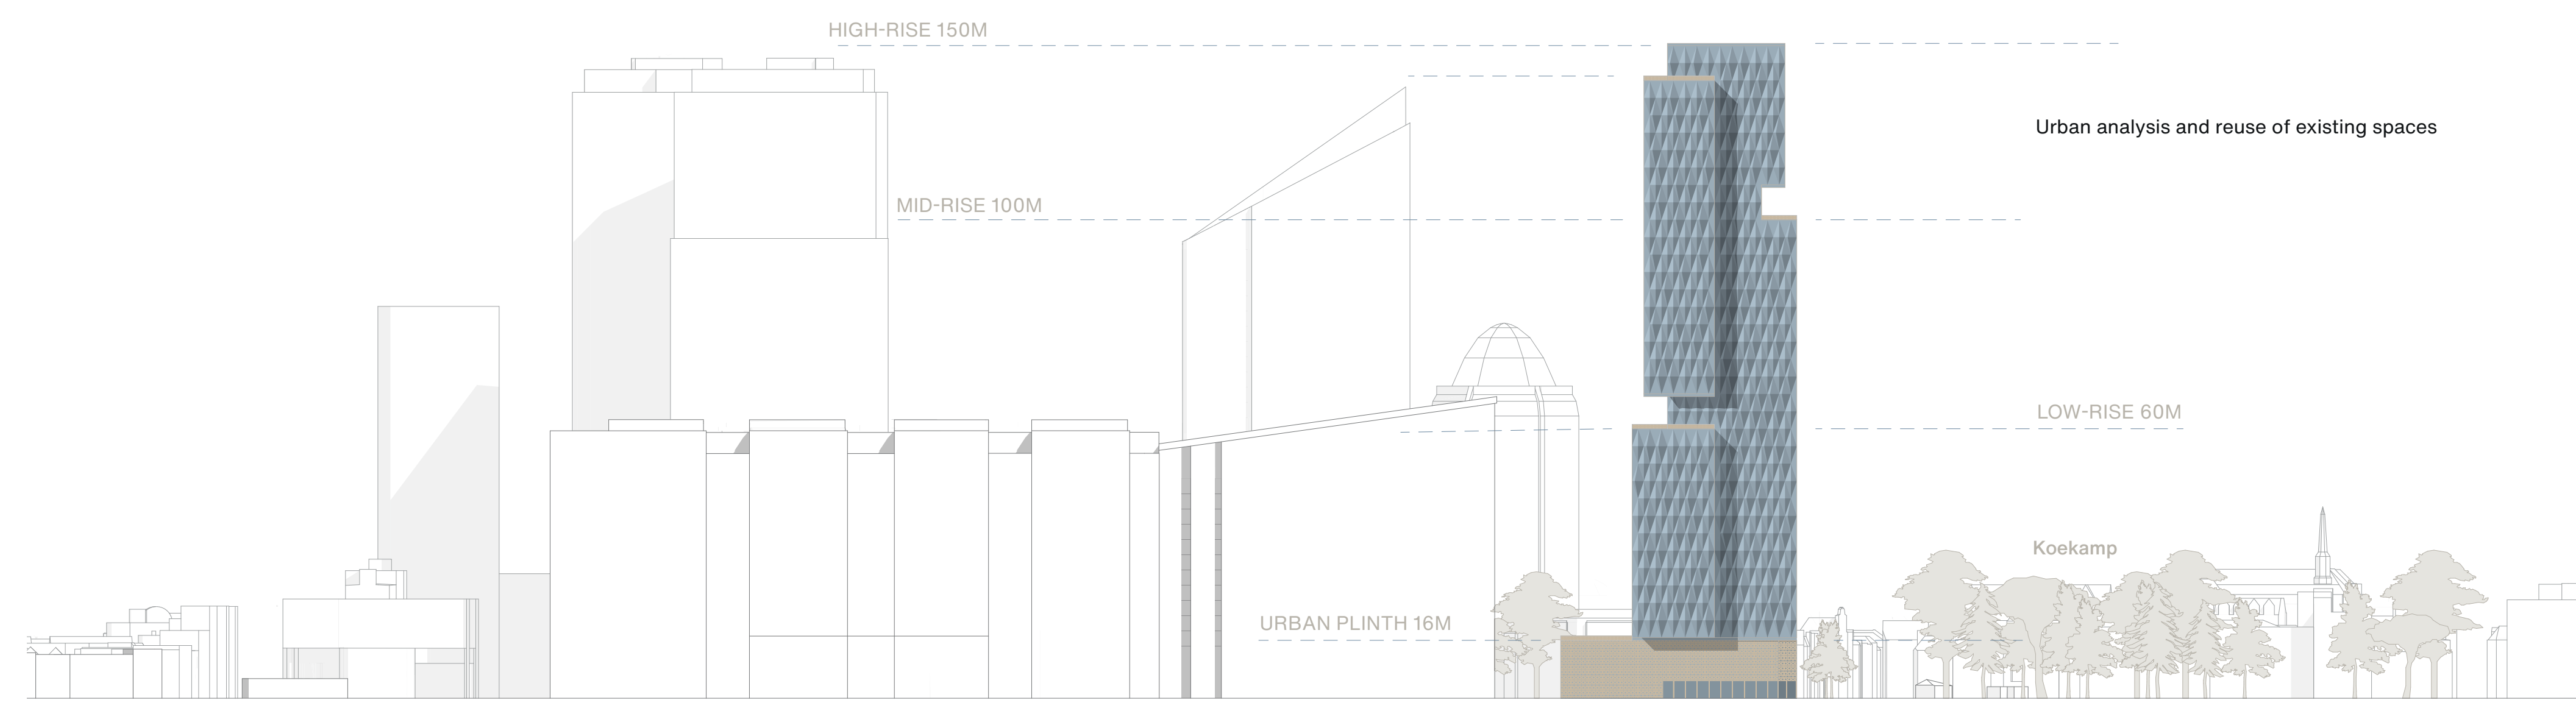 HIGH-RISE 150M
Urban analysis and reuse of existing spaces
MID-RISE 100M
LOW-RISE 60M
Koekamp
URBAN PLINTH 16M